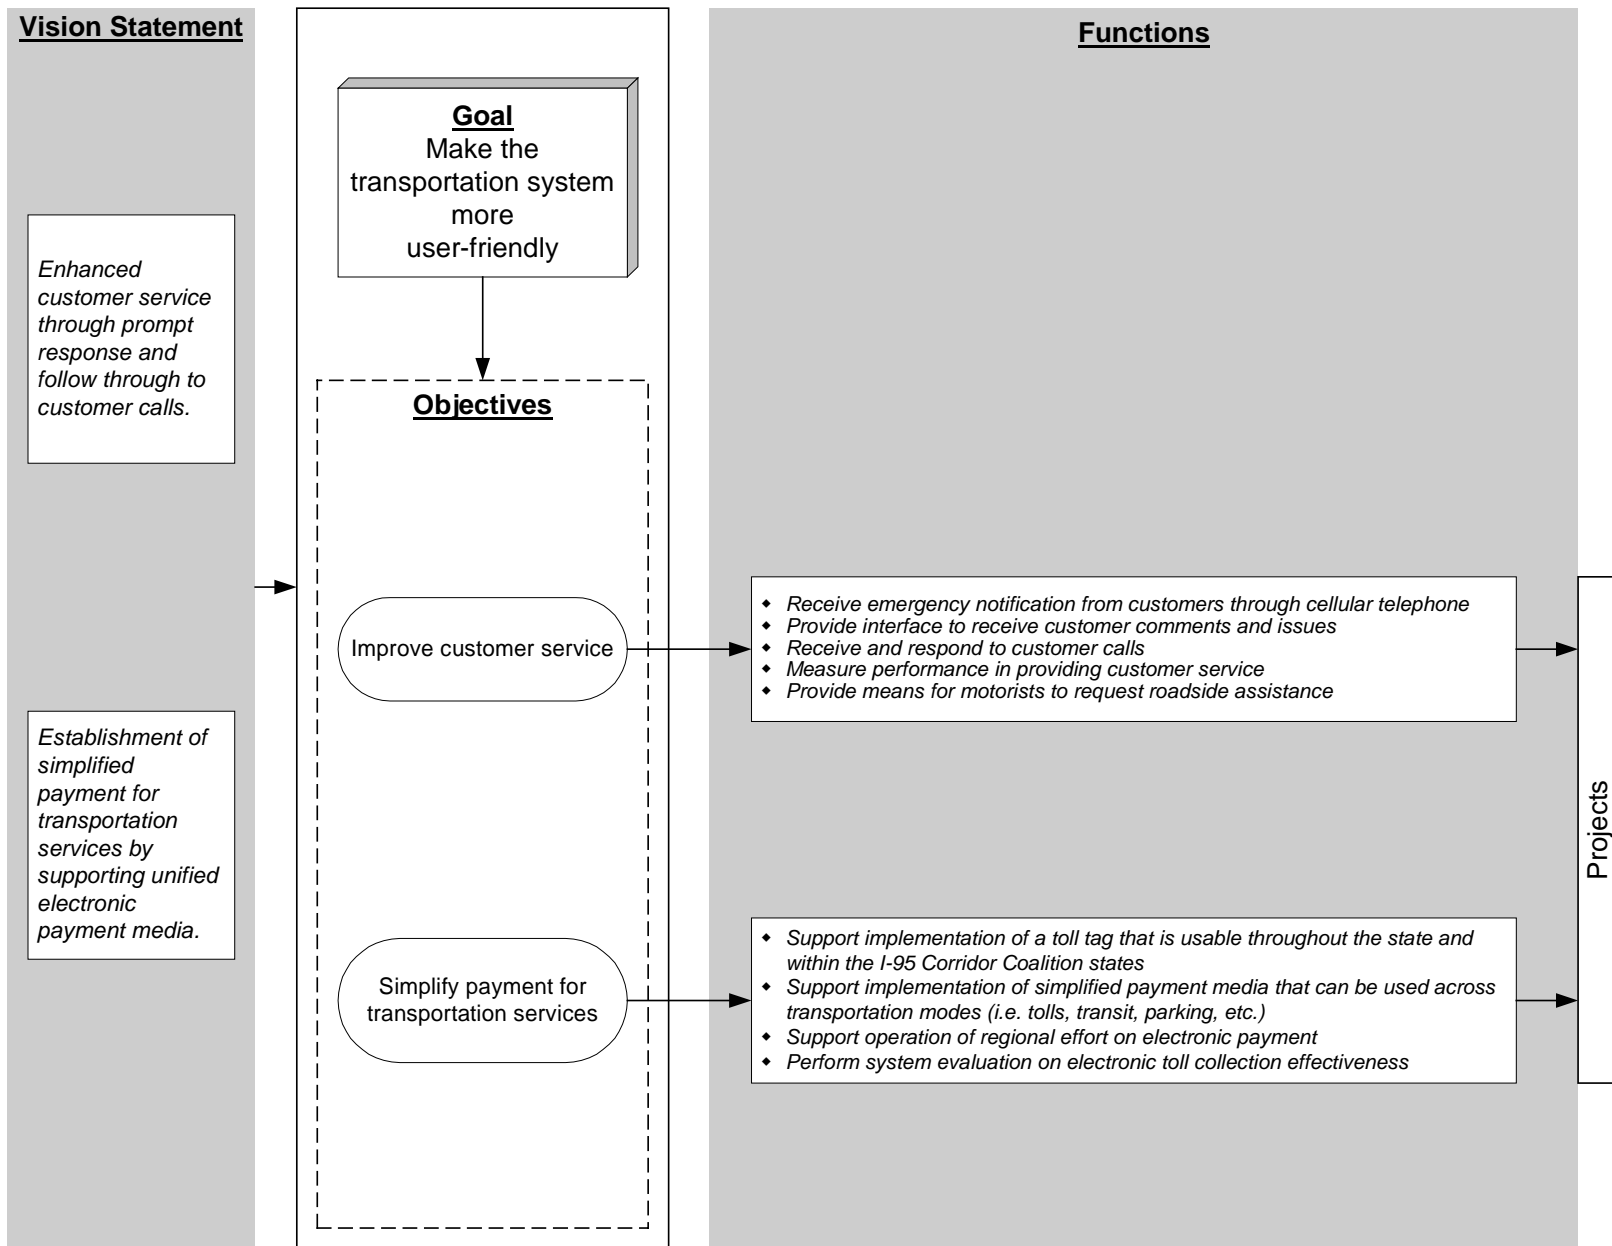 Vision Statement
Enhanced
customer service
through prompt
response and
follow through to
customer calls.
Establishment of
simplified
payment for
transportation
services by
supporting unified
electronic
payment media.
Goal
Make the
transportation system
more
user-friendly
Objectives
Improve customer service
Simplify payment for
transportation services
Functions
◆ Receive emergency notification from customers through cellular telephone
◆ Provide interface to receive customer comments and issues
◆ Receive and respond to customer calls
◆ Measure performance in providing customer service
◆ Provide means for motorists to request roadside assistance
◆ Support implementation of a toll tag that is usable throughout the state and
within the I-95 Corridor Coalition states
◆ Support implementation of simplified payment media that can be used across
transportation modes (i.e. tolls, transit, parking, etc.)
◆ Support operation of regional effort on electronic payment
◆ Perform system evaluation on electronic toll collection effectiveness
Projects